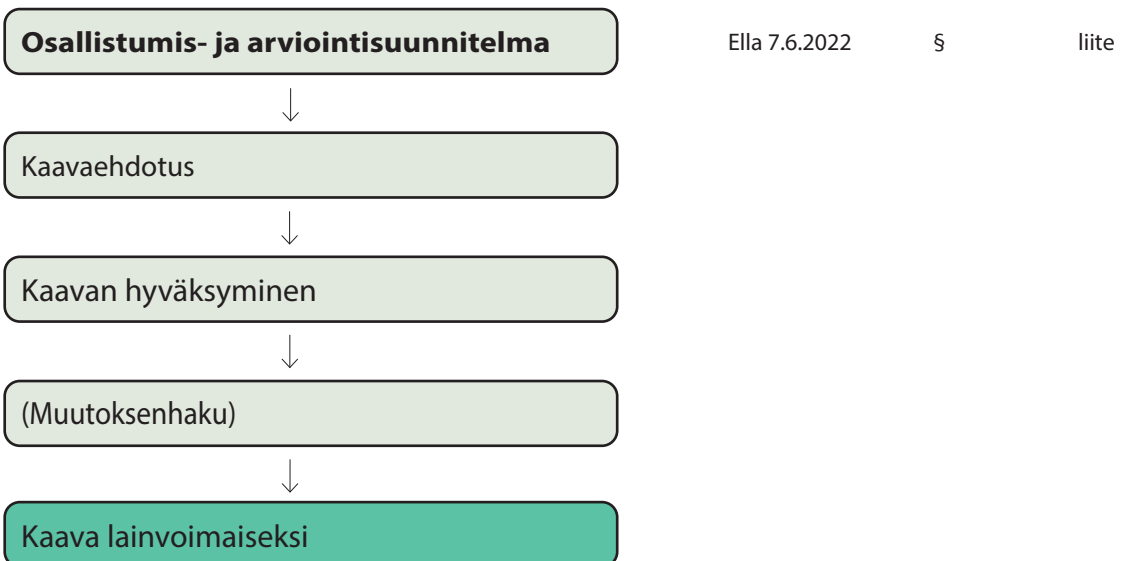 Osallistumis- ja arviointisuunnitelma
Ella 7.6.2022 § liite
Kaavaehdotus
Kaavan hyväksyminen
(Muutoksenhaku)
Kaava lainvoimaiseksi